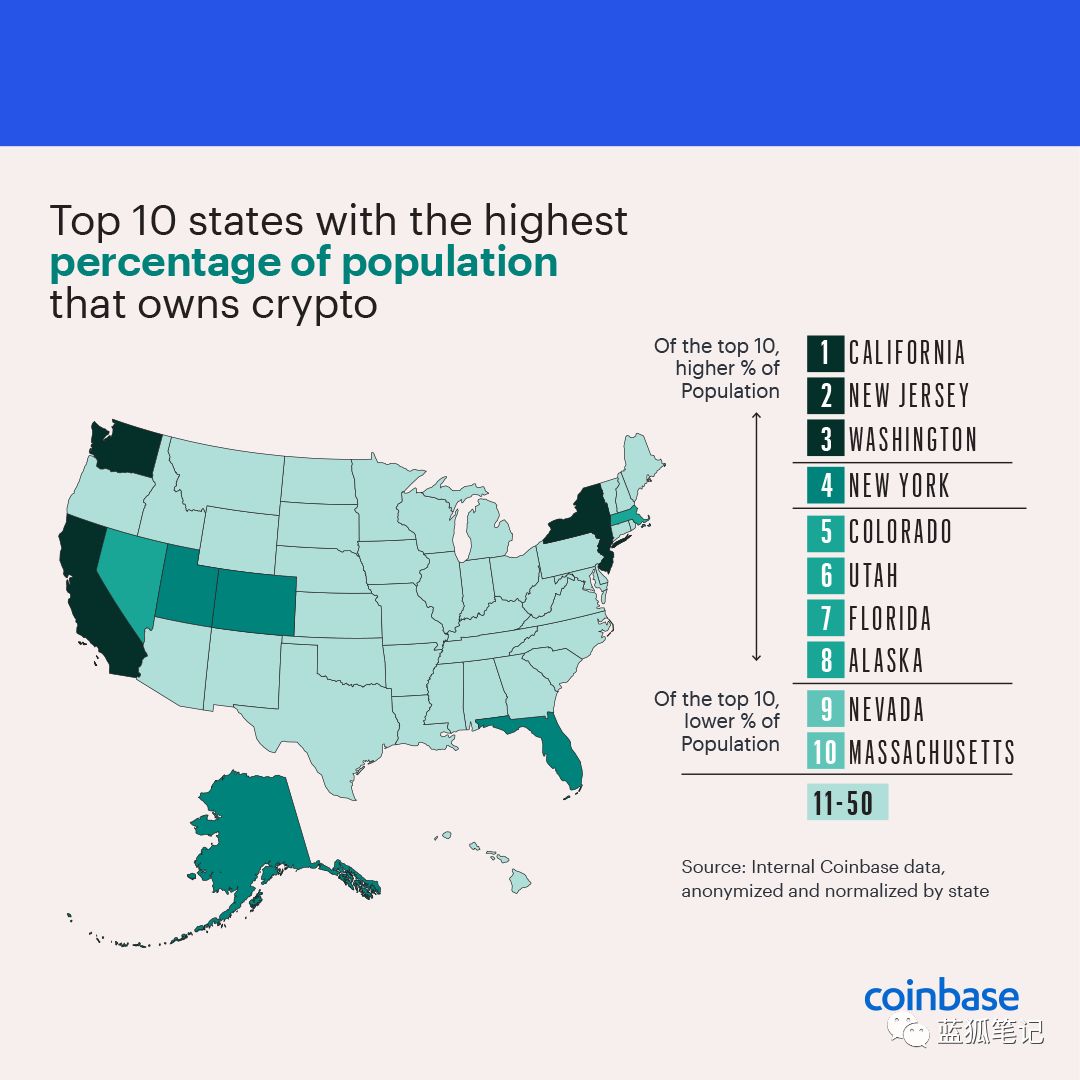 Top 10 states with the highest
percentage of population
that owns crypto
Of the top 10,
higher % of
Population
Of the top 10,
lower % of
Population
1 CALIFORNIA
2 NEW JERSEY
3 WASHINGTON
4 NEW YORK
5 COLORADO
6 UTAH
7 FLORIDA
8 ALASKA
9 NEVADA
10 MASSACHUSETTS
11-50
Source: Internal Coinbase data,
anonymized and normalized by state
coinbase
蓝狐笔记